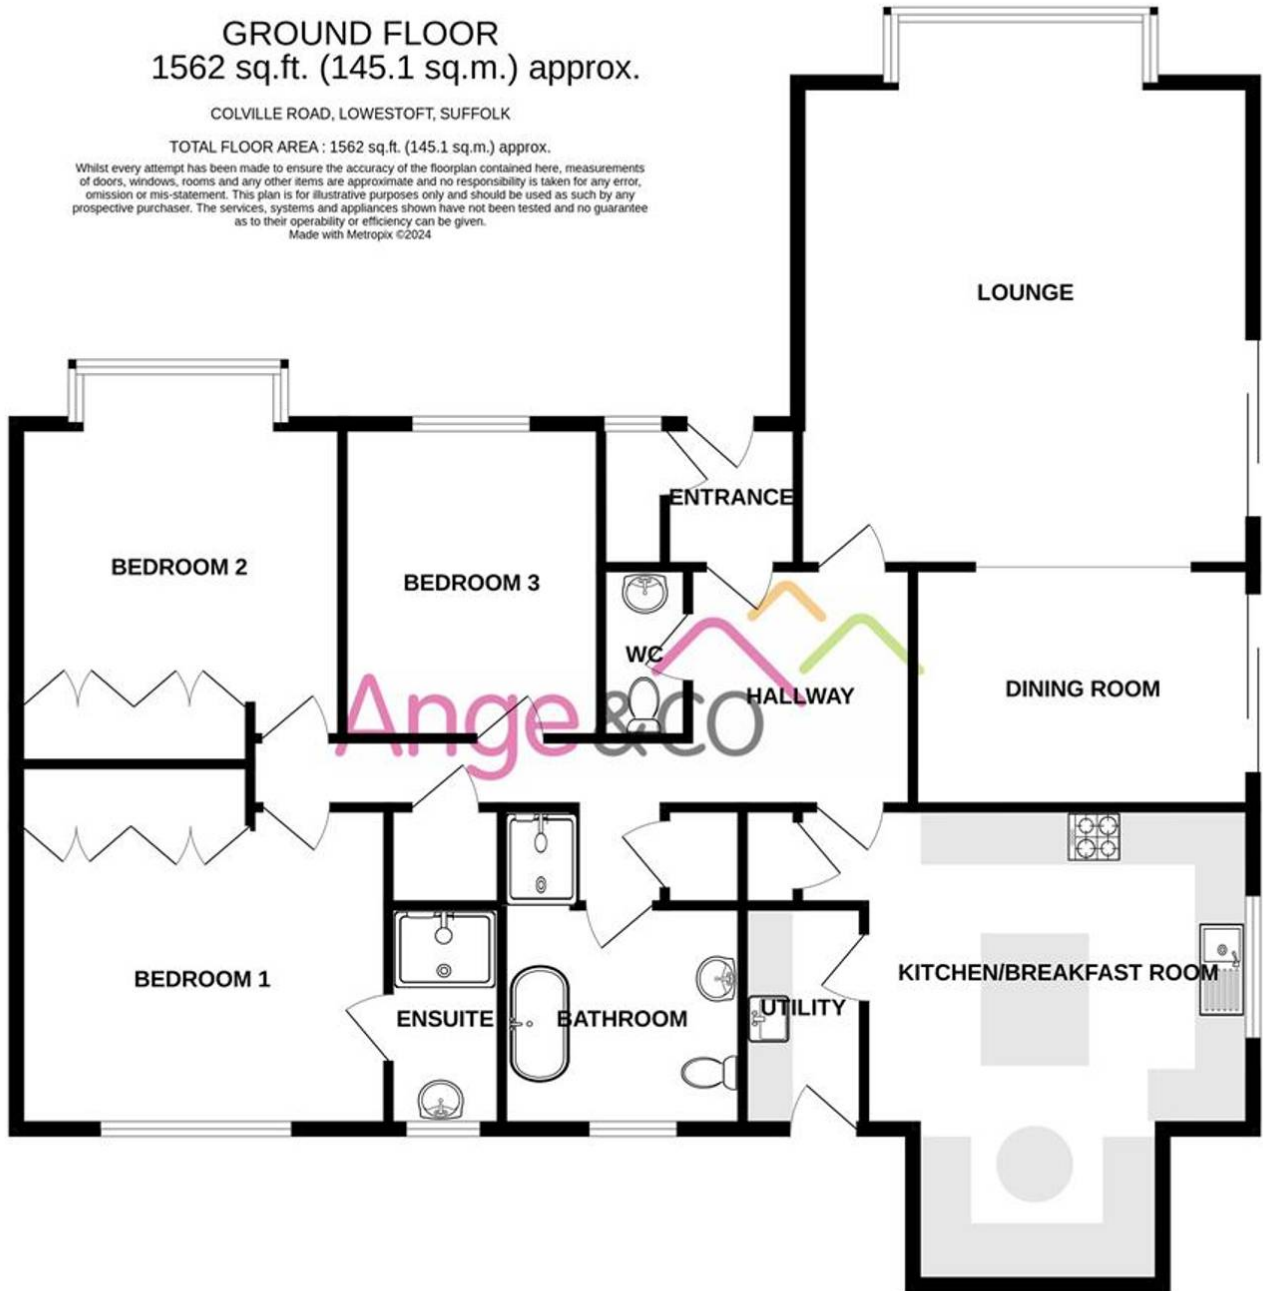 GROUND FLOOR
1562 sq.ft. (145.1 sq.m.) approx.
COLVILLE ROAD, LOWESTOFT, SUFFOLK
TOTAL FLOOR AREA : 1562 sq.ft. (145.1 sq.m.) approx.
Whilst every attempt has been made to ensure the accuracy of the floorplan contained here, measurements
of doors, windows, rooms and any other items are approximate and no responsibility is taken for any error,
omission or mis-statement. This plan is for illustrative purposes only and should be used as such by any
prospective purchaser. The services, systems and appliances shown have not been tested and no guarantee
as to their operability or efficiency can be given.
Made with Metropix ©2024
LOUNGE
ENTRANCE
BEDROOM 2
BEDROOM 3
WC
HALLWAY
DINING ROOM
Ange&co
BEDROOM 1
ENSUITE
BATHROOM
UTILITY
KITCHEN/BREAKFAST ROOM